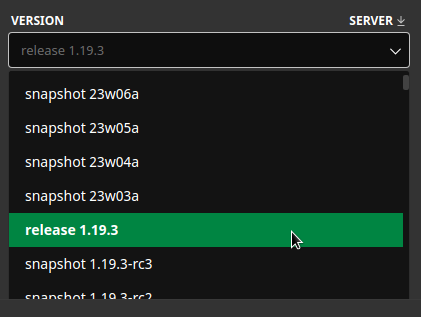 VERSION SERVER
release 1.19.3
snapshot 23w06a
snapshot 23w05a
snapshot 23w04a
snapshot 23w03a
release 1.19.3
snapshot 1.19.3-rc3
snapshot 1.19.3-rc2